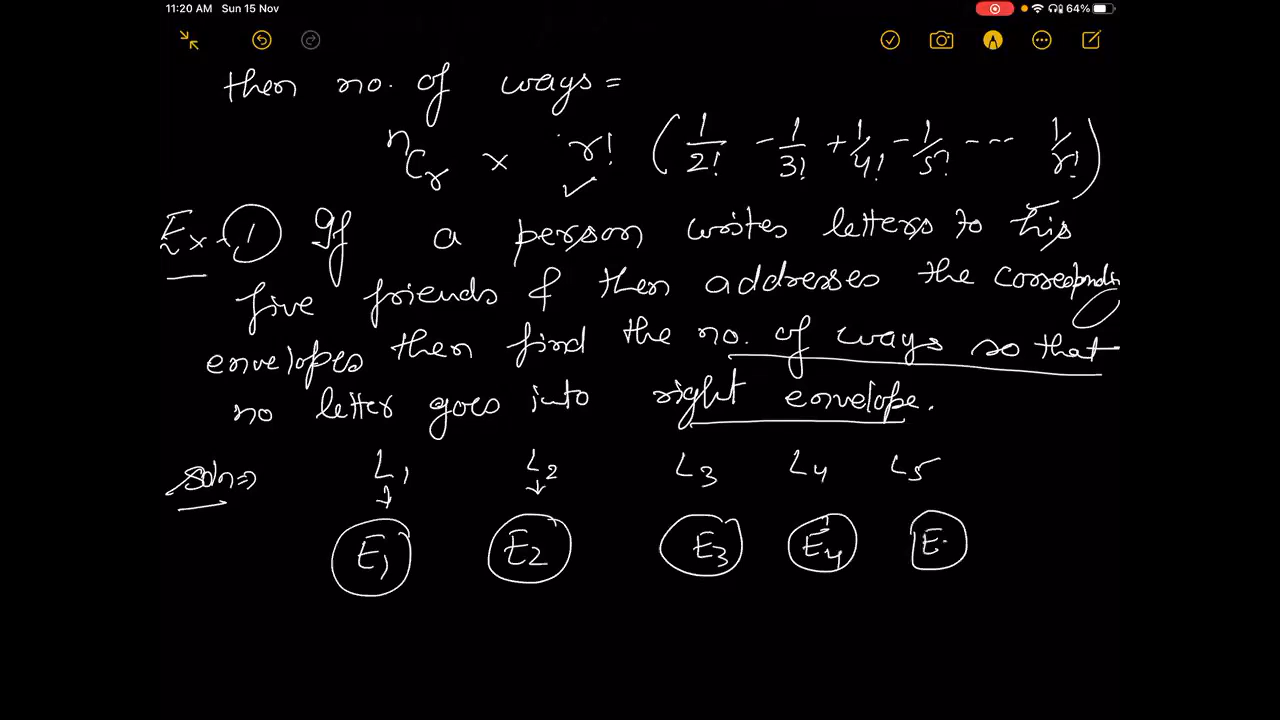 11:20 AM Sun 15 Nov 64%
then no. of ways =
ⁿCᵣ × r! (1/2! - 1/3! + 1/4! - 1/5! - --- 1/r!)
Ex - 1 If a person writes letters to his
five friends & then addresses the corresponding
envelopes then find the no. of ways so that
no letter goes into right envelope.
Soln ⇒ L₁ L₂ L₃ L₄ L₅
↓ ↓
E₁ E₂ E₃ E₄ E